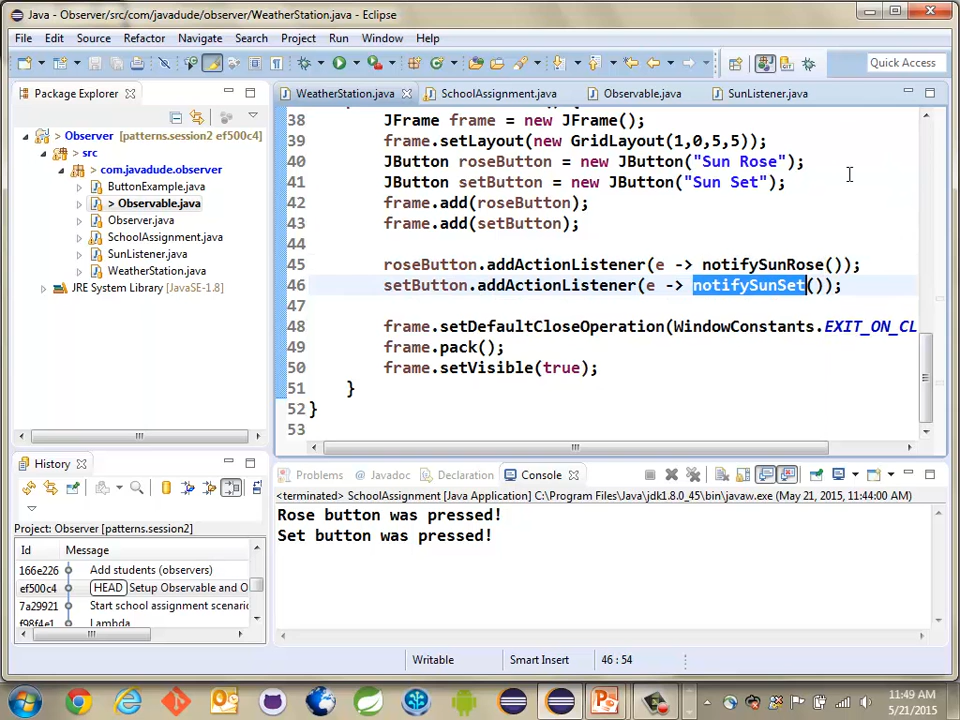 Java - Observer/src/com/javadude/observer/WeatherStation.java - Eclipse
File Edit Source Refactor Navigate Search Project Run Window Help
Quick Access
Package Explorer
Observer [patterns.session2 ef500c4]
src
> com.javadude.observer
ButtonExample.java
> Observable.java
Observer.java
SchoolAssignment.java
SunListener.java
WeatherStation.java
JRE System Library [JavaSE-1.8]
WeatherStation.java SchoolAssignment.java Observable.java SunListener.java
38 JFrame frame = new JFrame();
39 frame.setLayout(new GridLayout(1,0,5,5));
40 JButton roseButton = new JButton("Sun Rose");
41 JButton setButton = new JButton("Sun Set");
42 frame.add(roseButton);
43 frame.add(setButton);
44
45 roseButton.addActionListener(e -> notifySunRose());
46 setButton.addActionListener(e -> notifySunSet());
47
48 frame.setDefaultCloseOperation(WindowConstants.EXIT_ON_CL
49 frame.pack();
50 frame.setVisible(true);
51 }
52 }
53
History
Project: Observer [patterns.session2]
Id Message
166e226 Add students (observers)
ef500c4 HEAD Setup Observable and O
7a29921 Start school assignment scenario
f98f4e1 Lambda
Problems @ Javadoc Declaration Console
<terminated> SchoolAssignment [Java Application] C:\Program Files\Java\jdk1.8.0_45\bin\javaw.exe (May 21, 2015, 11:44:00 AM)
Rose button was pressed!
Set button was pressed!
Writable Smart Insert 46 : 54
11:49 AM
5/21/2015